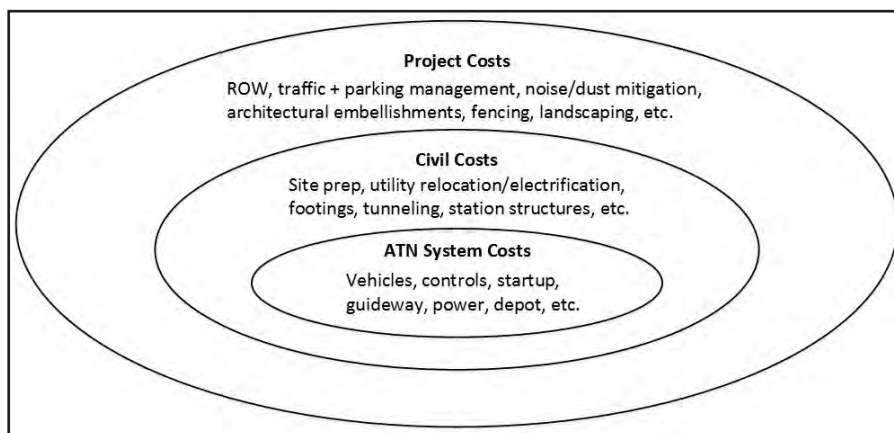 Project Costs
ROW, traffic + parking management, noise/dust mitigation,
architectural embellishments, fencing, landscaping, etc.
Civil Costs
Site prep, utility relocation/electrification,
footings, tunneling, station structures, etc.
ATN System Costs
Vehicles, controls, startup,
guideway, power, depot, etc.